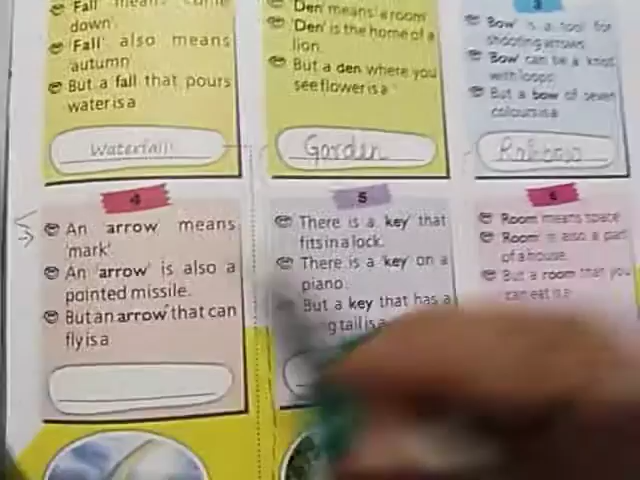 Fall mean come
down'.
'Fall' also means
autumn'
But a fall that pours
water is a
Waterfall
'Den' means 'a room'
'Den' is the home of a
lion.
But a den where you
see flower is a
Garden
3
'Bow' is a tool for
shooting arrows.
'Bow' can be a knot
with loops.
But a bow of seven
colours is a
Rainbow
4
An arrow means
'mark'.
An 'arrow' is also a
pointed missile.
But an arrow that can
fly is a
5
There is a 'key' that
fits in a lock.
There is a 'key' on a
piano.
But a key that has a
g tail is a
6
Room means space
Room is also a part
of a house.
But a room that you
can eat is a